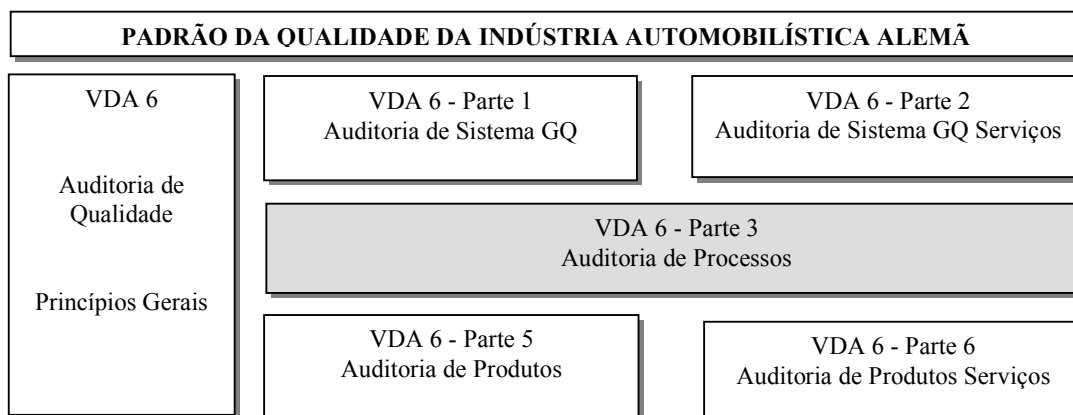 PADRÃO DA QUALIDADE DA INDÚSTRIA AUTOMOBILÍSTICA ALEMÃ
VDA 6
Auditoria de
Qualidade
Princípios Gerais
VDA 6 - Parte 1
Auditoria de Sistema GQ
VDA 6 - Parte 2
Auditoria de Sistema GQ Serviços
VDA 6 - Parte 3
Auditoria de Processos
VDA 6 - Parte 5
Auditoria de Produtos
VDA 6 - Parte 6
Auditoria de Produtos Serviços